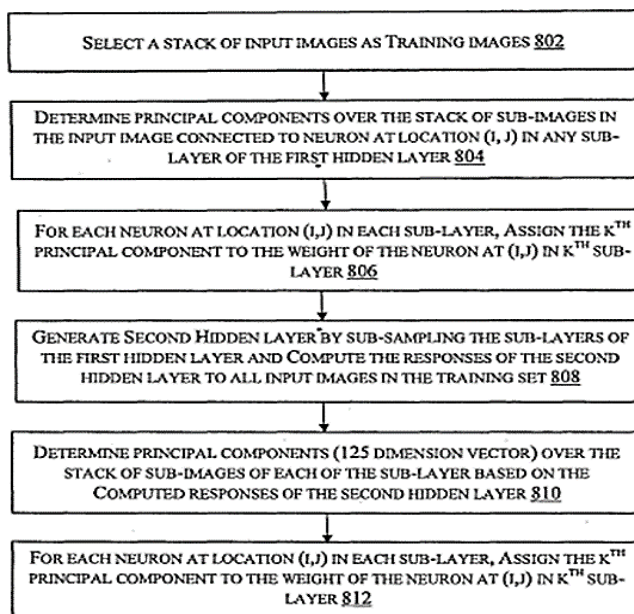 SELECT A STACK OF INPUT IMAGES AS TRAINING IMAGES 802
DETERMINE PRINCIPAL COMPONENTS OVER THE STACK OF SUB-IMAGES IN
THE INPUT IMAGE CONNECTED TO NEURON AT LOCATION (I, J) IN ANY SUB-
LAYER OF THE FIRST HIDDEN LAYER 804
FOR EACH NEURON AT LOCATION (I,J) IN EACH SUB-LAYER, ASSIGN THE KTH
PRINCIPAL COMPONENT TO THE WEIGHT OF THE NEURON AT (I,J) IN KTH SUB-
LAYER 806
GENERATE SECOND HIDDEN LAYER BY SUB-SAMPLING THE SUB-LAYERS OF
THE FIRST HIDDEN LAYER AND COMPUTE THE RESPONSES OF THE SECOND
HIDDEN LAYER TO ALL INPUT IMAGES IN THE TRAINING SET 808
DETERMINE PRINCIPAL COMPONENTS (125 DIMENSION VECTOR) OVER THE
STACK OF SUB-IMAGES OF EACH OF THE SUB-LAYER BASED ON THE
COMPUTED RESPONSES OF THE SECOND HIDDEN LAYER 810
FOR EACH NEURON AT LOCATION (I,J) IN EACH SUB-LAYER, ASSIGN THE KTH
PRINCIPAL COMPONENT TO THE WEIGHT OF THE NEURON AT (I,J) IN KTH SUB-
LAYER 812